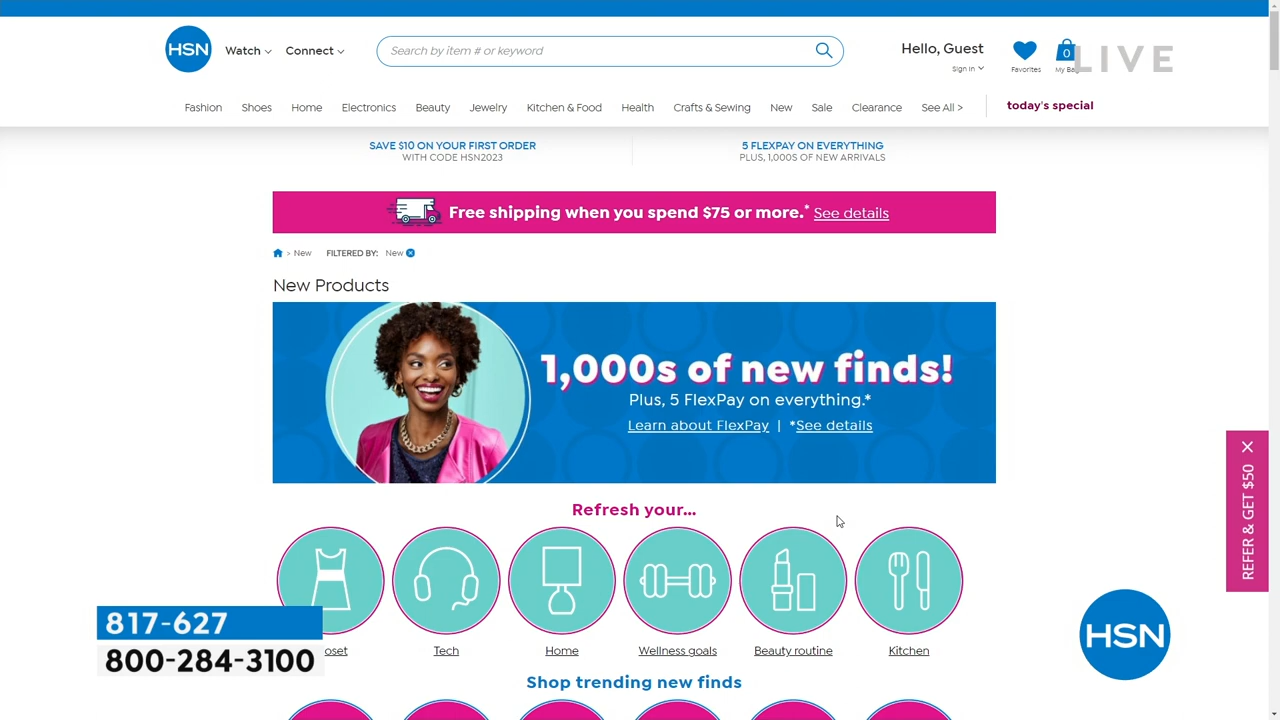 HSN
Watch
Connect
Search by item # or keyword
Hello, Guest
Sign In
Favorites
0
My Ba
LIVE
Fashion
Shoes
Home
Electronics
Beauty
Jewelry
Kitchen & Food
Health
Crafts & Sewing
New
Sale
Clearance
See All >
today's special
SAVE $10 ON YOUR FIRST ORDER
WITH CODE HSN2023
5 FLEXPAY ON EVERYTHING
PLUS, 1,000S OF NEW ARRIVALS
Free shipping when you spend $75 or more.* See details
> New
FILTERED BY: New
New Products
1,000s of new finds!
Plus, 5 FlexPay on everything.*
Learn about FlexPay | *See details
REFER & GET $50
Refresh your...
oset
Tech
Home
Wellness goals
Beauty routine
Kitchen
817-627
800-284-3100
HSN
Shop trending new finds